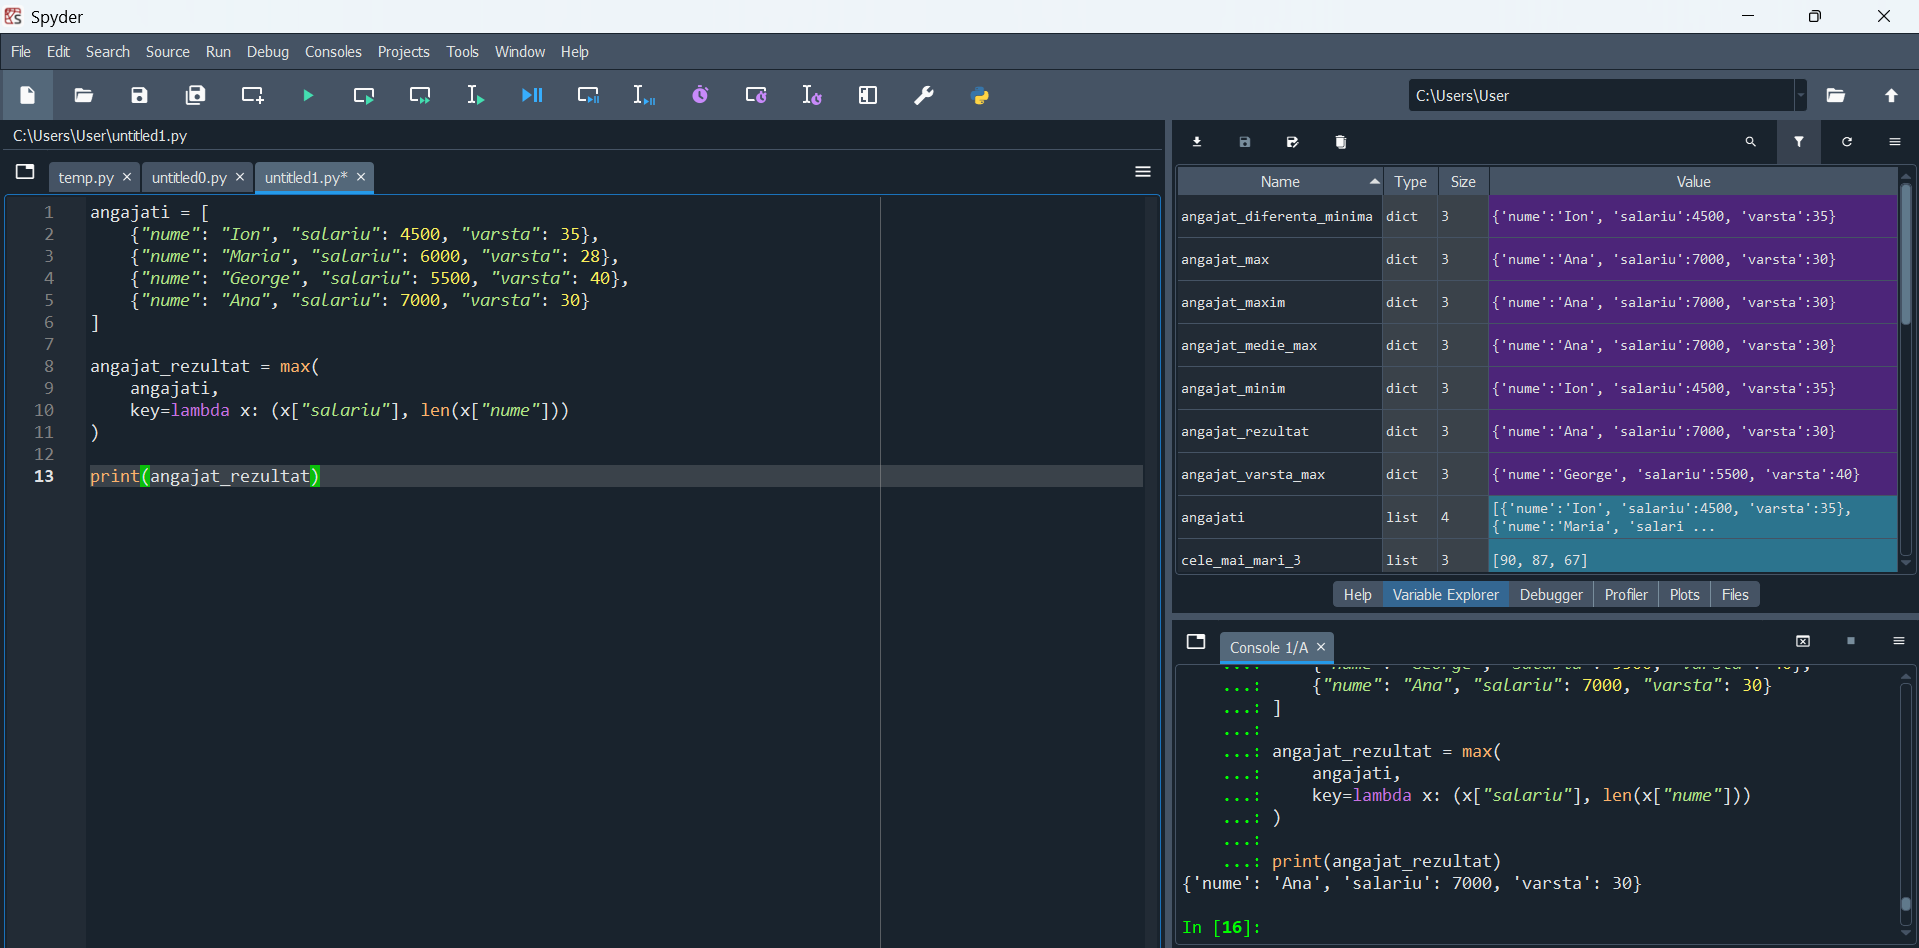 Spyder
File Edit Search Source Run Debug Consoles Projects Tools Window Help
C:\Users\User
C:\Users\User\untitled1.py
temp.py untitled0.py untitled1.py*
1 angajati = [
2     {"nume": "Ion", "salariu": 4500, "varsta": 35},
3     {"nume": "Maria", "salariu": 6000, "varsta": 28},
4     {"nume": "George", "salariu": 5500, "varsta": 40},
5     {"nume": "Ana", "salariu": 7000, "varsta": 30}
6 ]
7
8 angajat_rezultat = max(
9     angajati,
10     key=lambda x: (x["salariu"], len(x["nume"]))
11 )
12
13 print(angajat_rezultat)
Name Type Size Value
angajat_diferenta_minima dict 3 {'nume':'Ion', 'salariu':4500, 'varsta':35}
angajat_max dict 3 {'nume':'Ana', 'salariu':7000, 'varsta':30}
angajat_maxim dict 3 {'nume':'Ana', 'salariu':7000, 'varsta':30}
angajat_medie_max dict 3 {'nume':'Ana', 'salariu':7000, 'varsta':30}
angajat_minim dict 3 {'nume':'Ion', 'salariu':4500, 'varsta':35}
angajat_rezultat dict 3 {'nume':'Ana', 'salariu':7000, 'varsta':30}
angajat_varsta_max dict 3 {'nume':'George', 'salariu':5500, 'varsta':40}
angajati list 4 [{'nume':'Ion', 'salariu':4500, 'varsta':35},
{'nume':'Maria', 'salari ...
cele_mai_mari_3 list 3 [90, 87, 67]
Help Variable Explorer Debugger Profiler Plots Files
Console 1/A
...:     {"nume": "Ana", "salariu": 7000, "varsta": 30}
...: ]
...:
...: angajat_rezultat = max(
...:     angajati,
...:     key=lambda x: (x["salariu"], len(x["nume"]))
...: )
...:
...: print(angajat_rezultat)
{'nume': 'Ana', 'salariu': 7000, 'varsta': 30}
In [16]: